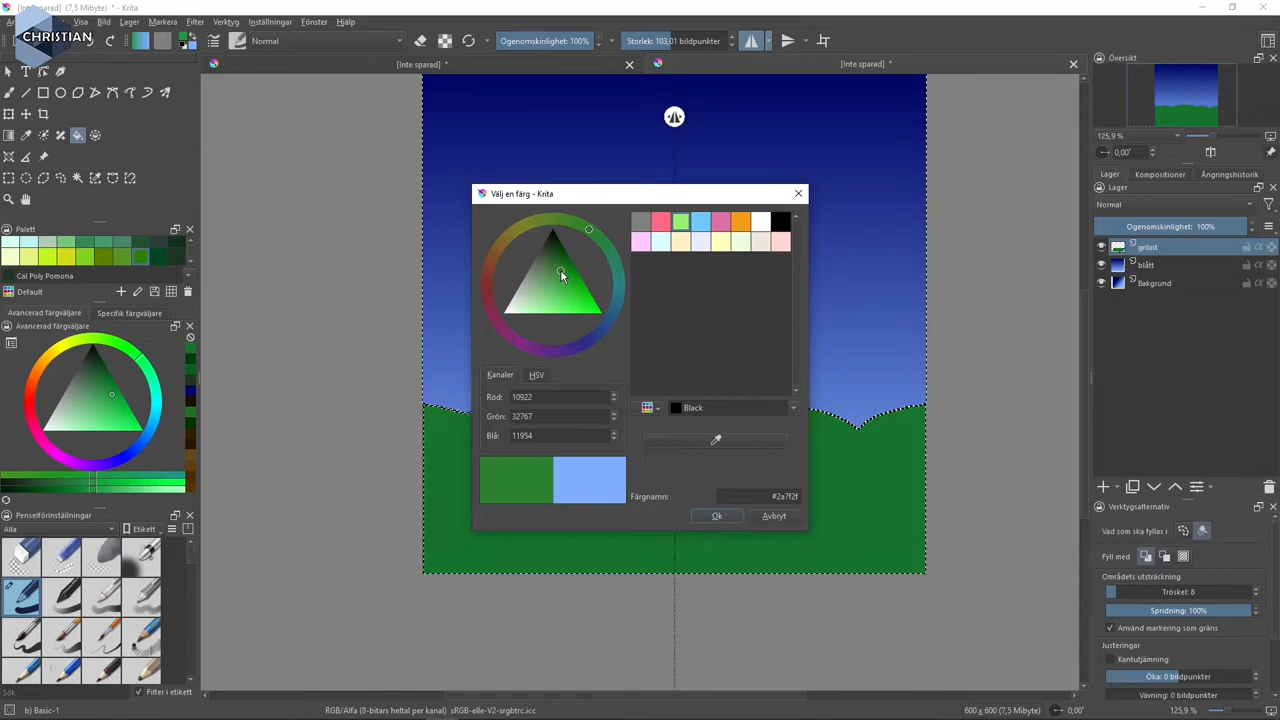 [Inte sparad] (7,5 Mibyte) * - Krita
CHRISTIAN
Visa Bild Lager Markera Filter Verktyg Inställningar Fönster Hjälp
Normal
Ogenomskinlighet: 100%
Storlek: 103,01 bildpunkter
[Inte sparad] *
[Inte sparad] *
Översikt
125,9 %
0,00°
Lager Kompositioner Ångringshistorik
Lager
Normal
Ogenomskinlighet: 100%
grönt
blått
Bakgrund
Palett
Cal Poly Pomona
Default
Avancerad färgväljare Specifik färgväljare
Avancerad färgväljare
Penselförinställningar
Alla
Etikett
Sök
Filter i etikett
Välj en färg - Krita
Kanaler HSV
Röd: 10922
Grön: 32767
Blå: 11954
Black
Färgnamn: #2a7f2f
Ok Avbryt
Verktygsalternativ
Vad som ska fyllas i
Fyll med
Områdets utsträckning
Tröskel: 8
Spridning: 100%
Använd markering som gräns
Justeringar
Kantutjämning
Öka: 0 bildpunkter
Vävning: 0 bildpunkter
b) Basic-1
RGB/Alfa (8-bitars heltal per kanal) sRGB-elle-V2-srgbtrc.icc
600 x 600 (7,5 Mibyte)
0,00°
125,9 %